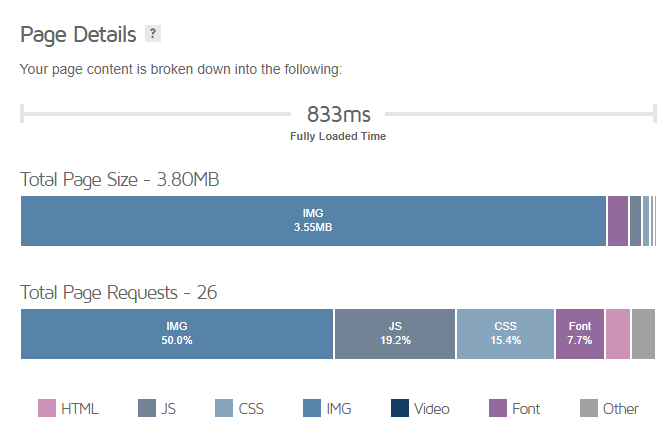 Page Details ?
Your page content is broken down into the following:
833ms
Fully Loaded Time
Total Page Size - 3.80MB
IMG
3.55MB
Total Page Requests - 26
IMG JS CSS Font
50.0% 19.2% 15.4% 7.7%
HTML JS CSS IMG Video Font Other